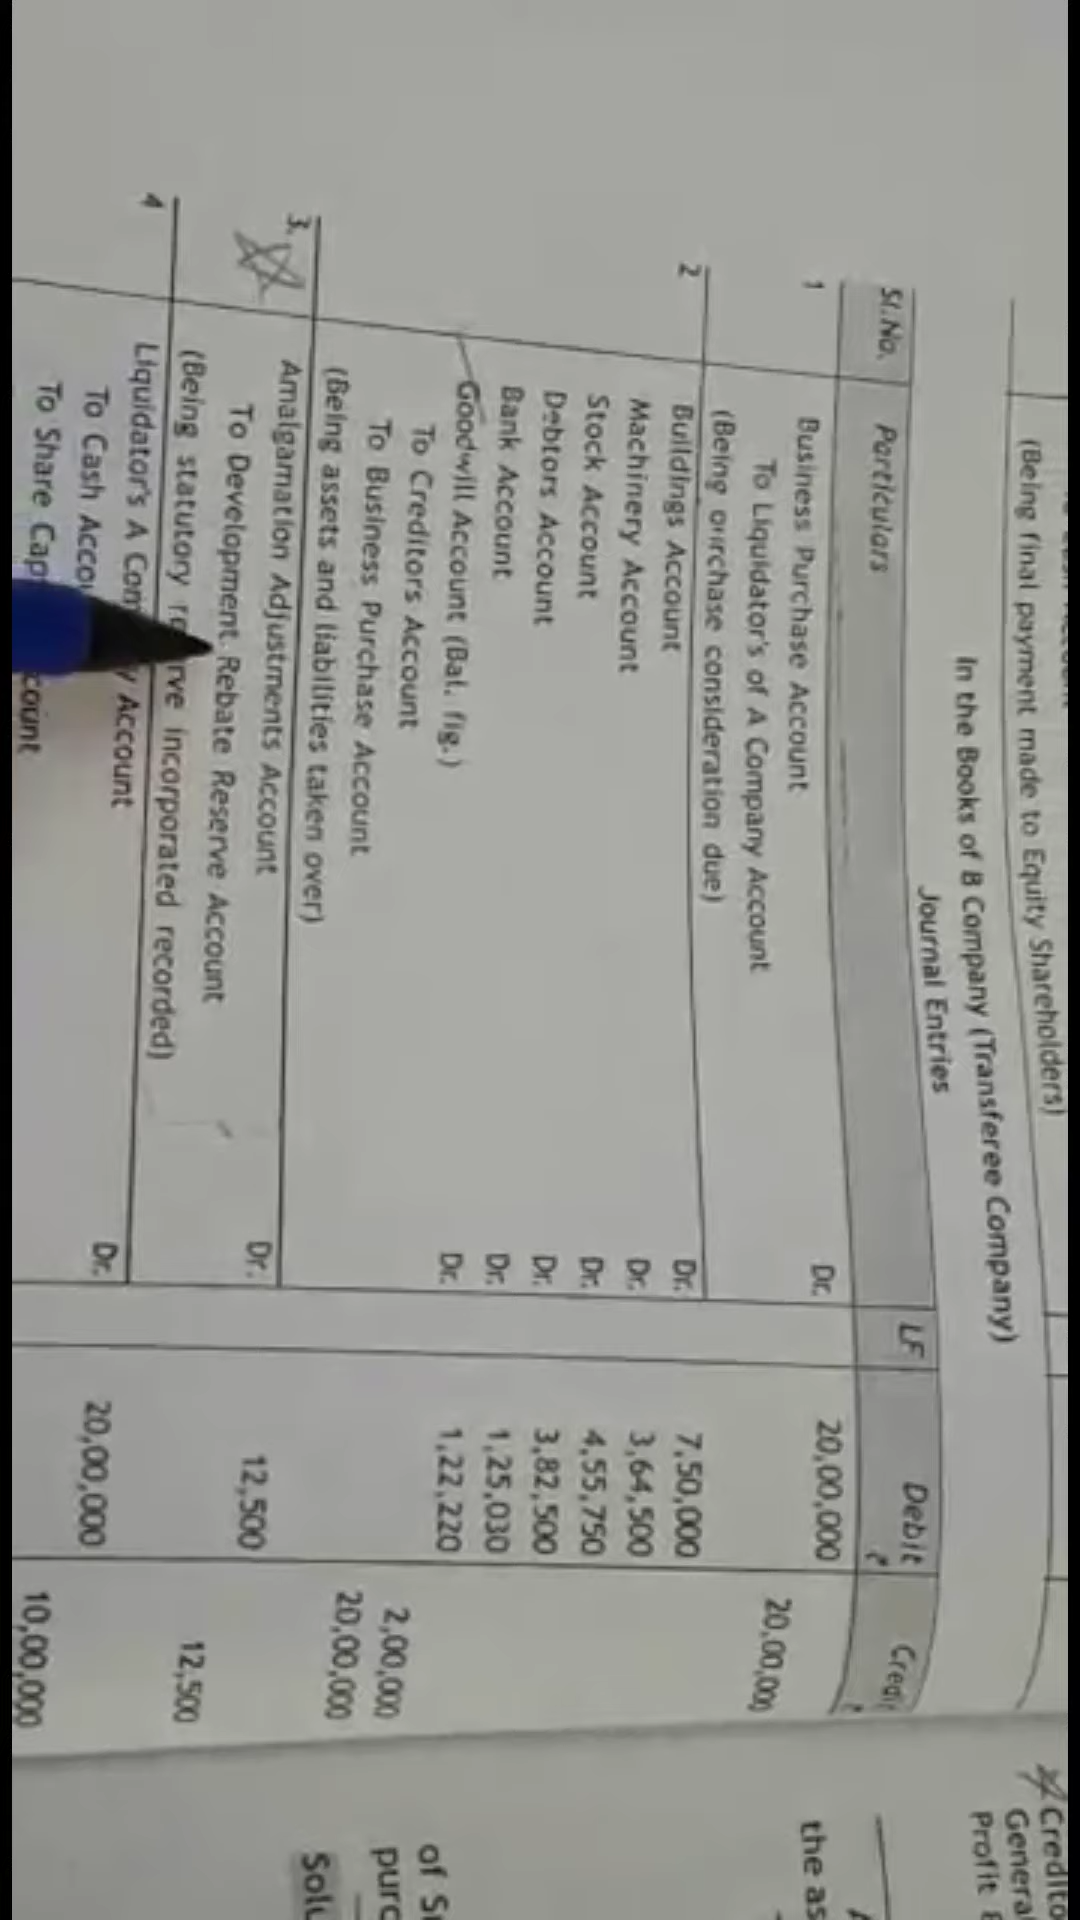 (Being final payment made to Equity Shareholders)
In the Books of B Company (Transferee Company)
Journal Entries
Sl.No. Particulars LF Debit ₹ Credit ₹
1 Business Purchase Account Dr. 20,00,000
To Liquidator's of A Company Account 20,00,000
(Being purchase consideration due)
2 Buildings Account Dr. 7,50,000
Machinery Account Dr. 3,64,500
Stock Account Dr. 4,55,750
Debtors Account Dr. 3,82,500
Bank Account Dr. 1,25,030
Goodwill Account (Bal. fig.) Dr. 1,22,220
To Creditors Account 2,00,000
To Business Purchase Account 20,00,000
(Being assets and liabilities taken over)
3. Amalgamation Adjustments Account Dr. 12,500
To Development Rebate Reserve Account 12,500
(Being statutory re rve incorporated recorded)
4 Liquidator's A Com y Account Dr. 20,00,000
To Cash Accou
To Share Cap count 10,00,000
Credito
Genera
Profit
the as
of S
purc
Solu